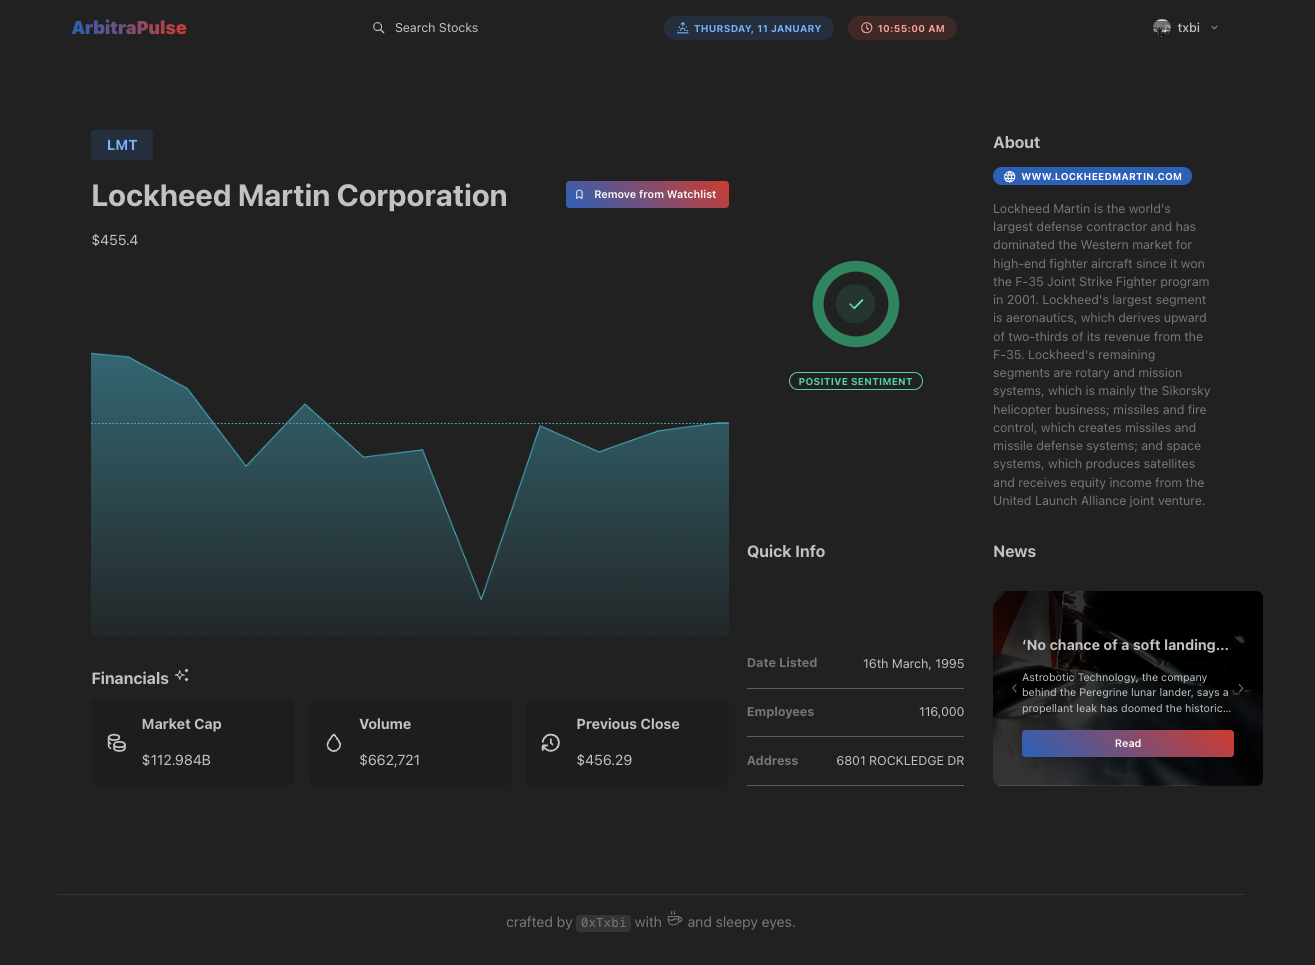 ArbitraPulse
Search Stocks
THURSDAY, 11 JANUARY
10:55:00 AM
txbi
LMT
Lockheed Martin Corporation
Remove from Watchlist
$455.4
POSITIVE SENTIMENT
About
WWW.LOCKHEEDMARTIN.COM
Lockheed Martin is the world's
largest defense contractor and has
dominated the Western market for
high-end fighter aircraft since it won
the F-35 Joint Strike Fighter program
in 2001. Lockheed's largest segment
is aeronautics, which derives upward
of two-thirds of its revenue from the
F-35. Lockheed's remaining
segments are rotary and mission
systems, which is mainly the Sikorsky
helicopter business; missiles and fire
control, which creates missiles and
missile defense systems; and space
systems, which produces satellites
and receives equity income from the
United Launch Alliance joint venture.
Financials
Market Cap
$112.984B
Volume
$662,721
Previous Close
$456.29
Quick Info
Date Listed 16th March, 1995
Employees 116,000
Address 6801 ROCKLEDGE DR
News
‘No chance of a soft landing...
Astrobotic Technology, the company
behind the Peregrine lunar lander, says a
propellant leak has doomed the historic...
Read
crafted by 0xTxbi with and sleepy eyes.